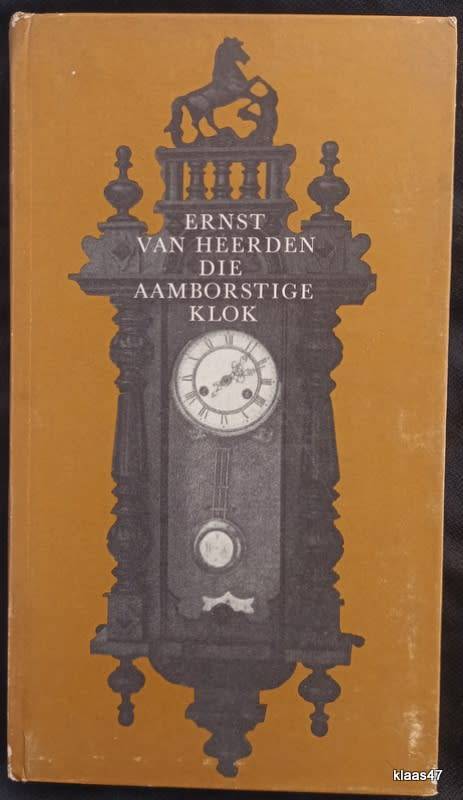 ERNST
VAN HEERDEN
DIE
AAMBORSTIGE
KLOK
klaas47